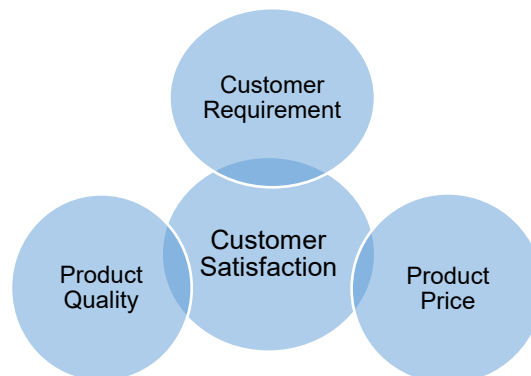 Customer
Requirement
Customer
Satisfaction
Product
Quality
Product
Price